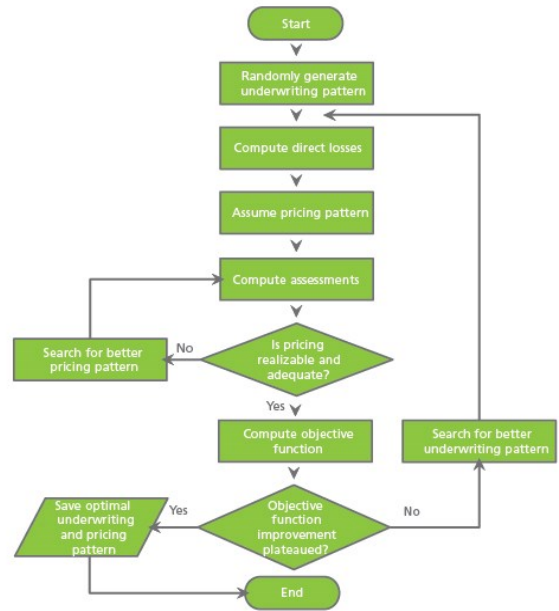 Start
Randomly generate
underwriting pattern
Compute direct losses
Assume pricing pattern
Compute assessments
Is pricing
realizable and
adequate?
No
Search for better
pricing pattern
Yes
Compute objective
function
Search for better
underwriting pattern
Objective
function
improvement
plateaued?
Yes
No
Save optimal
underwriting
and pricing
pattern
End